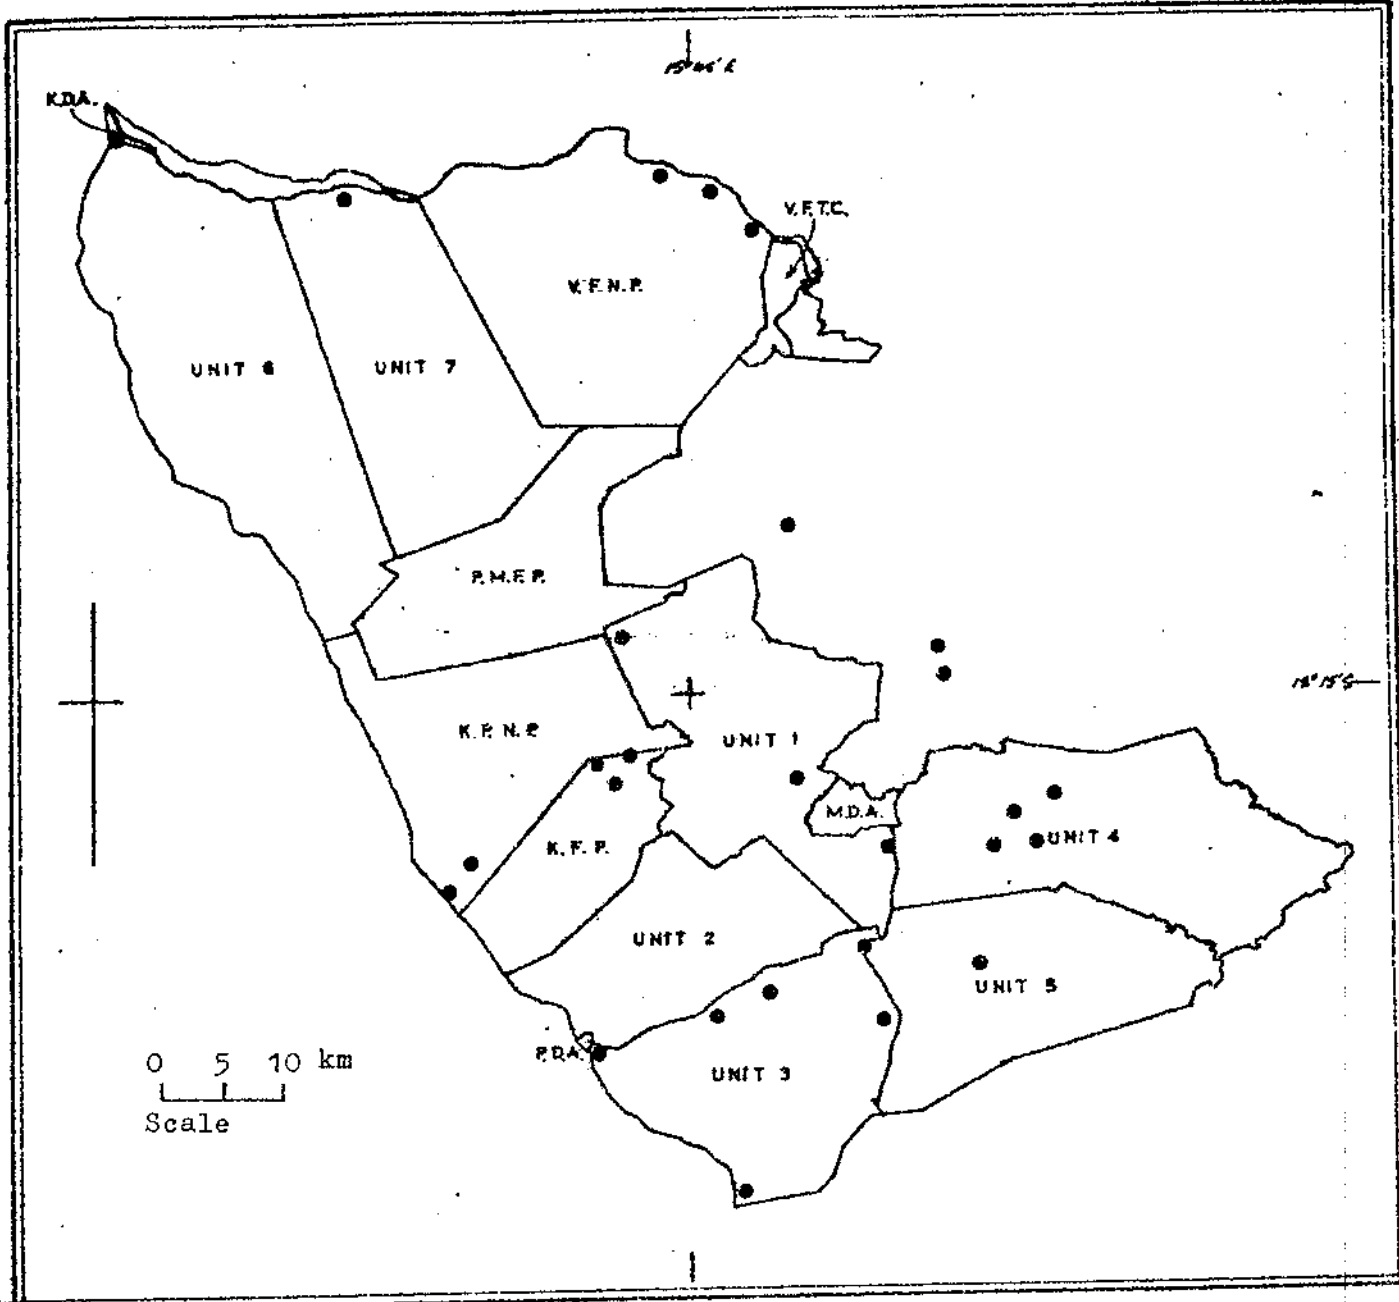 K.D.A.
V.F.T.C.
V.F.N.P.
UNIT 6
UNIT 7
P.M.F.P.
K.P.N.P.
UNIT 1
M.D.A.
UNIT 4
K.F.P.
UNIT 2
UNIT 5
P.D.A.
UNIT 3
0 5 10 km
Scale